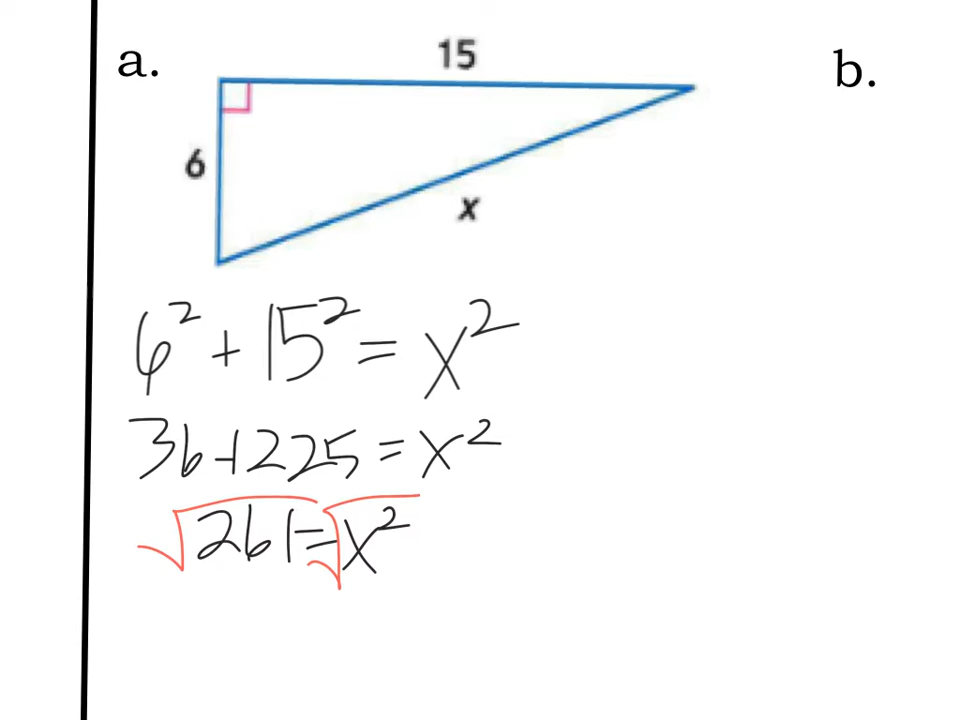 a.
15
b.
6
x
6² + 15² = x²
36+225 = x²
√261 = √x²